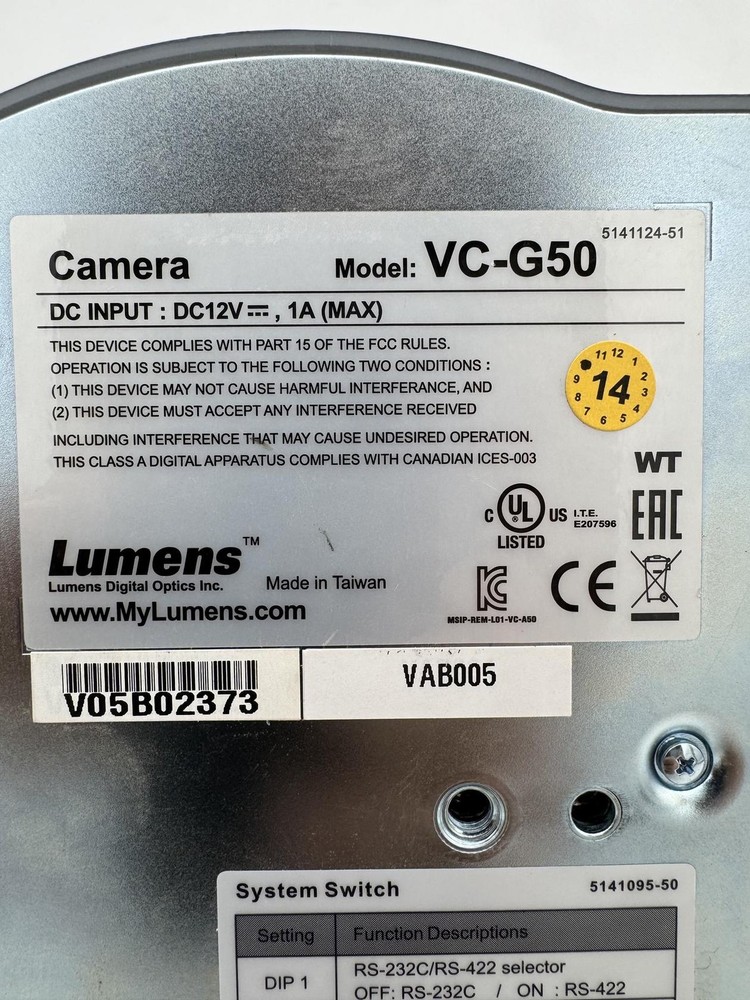 5141124-51
Camera
Model: VC-G50
DC INPUT : DC12V⎓, 1A (MAX)
THIS DEVICE COMPLIES WITH PART 15 OF THE FCC RULES.
OPERATION IS SUBJECT TO THE FOLLOWING TWO CONDITIONS :
(1) THIS DEVICE MAY NOT CAUSE HARMFUL INTERFERANCE, AND
(2) THIS DEVICE MUST ACCEPT ANY INTERFERENCE RECEIVED
INCLUDING INTERFERENCE THAT MAY CAUSE UNDESIRED OPERATION.
THIS CLASS A DIGITAL APPARATUS COMPLIES WITH CANADIAN ICES-003
11 12 1 2 3 4 5 6 7 8 9
14
WT
C UL US I.T.E.
E207596
LISTED
EAC
Lumens™
Lumens Digital Optics Inc.
Made in Taiwan
www.MyLumens.com
KC
MSIP-REM-L01-VC-A50
CE
V05B02373
VAB005
System Switch
5141095-50
Setting
Function Descriptions
DIP 1
RS-232C/RS-422 selector
OFF: RS-232C / ON : RS-422